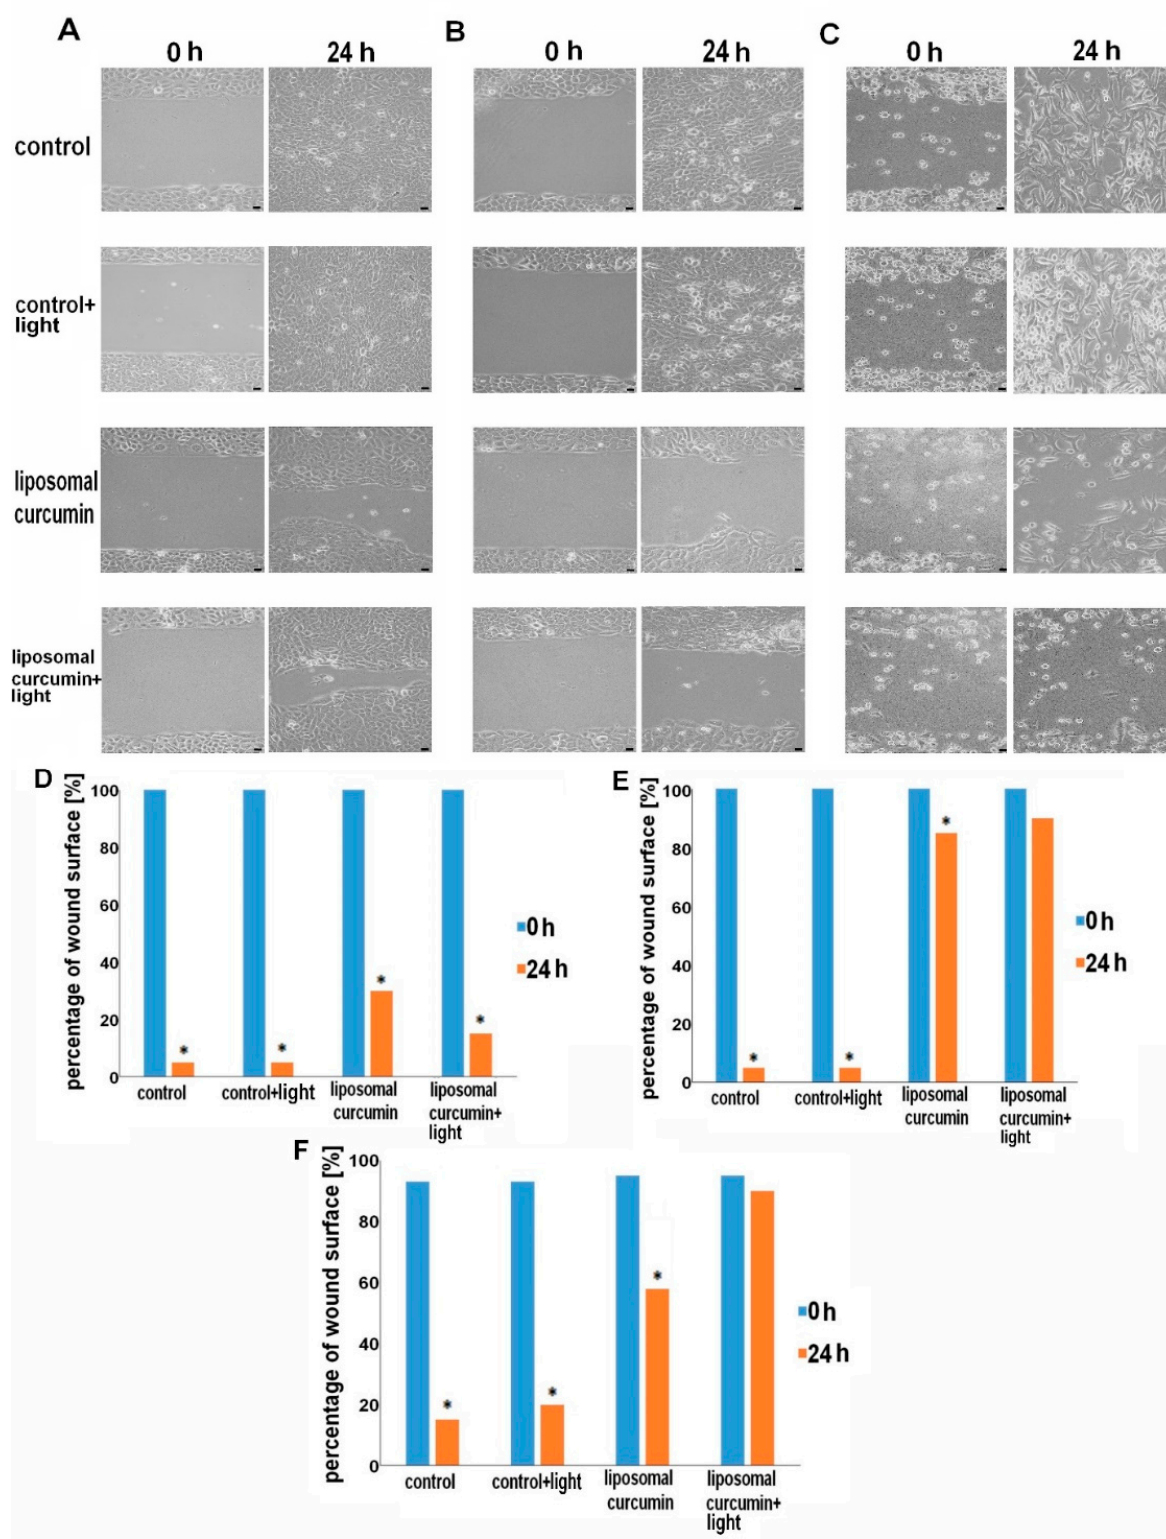 A
B
C
0 h
24 h
0 h
24 h
0 h
24 h
control
control+
light
liposomal
curcumin
liposomal
curcumin+
light
D
percentage of wound surface [%]
100
80
60
40
20
0
*
*
*
*
control
control+light
liposomal
curcumin
liposomal
curcumin+
light
0 h
24 h
E
percentage of wound surface [%]
100
80
60
40
20
0
*
*
*
control
control+light
liposomal
curcumin
liposomal
curcumin+
light
0 h
24 h
F
percentage of wound surface [%]
100
80
60
40
20
0
*
*
*
control
control+light
liposomal
curcumin
liposomal
curcumin+
light
0 h
24 h